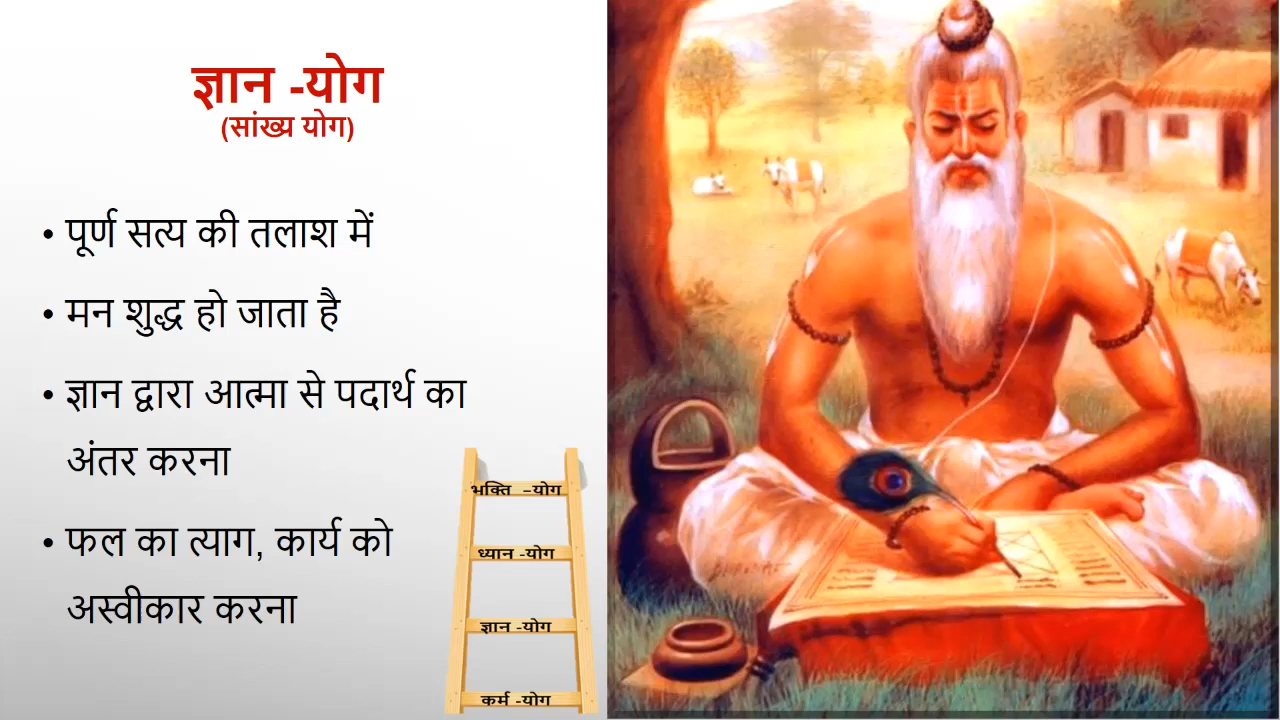 ज्ञान -योग
(सांख्य योग)
• पूर्ण सत्य की तलाश में
• मन शुद्ध हो जाता है
• ज्ञान द्वारा आत्मा से पदार्थ का
अंतर करना
• फल का त्याग, कार्य को
अस्वीकार करना
भक्ति -योग
ध्यान -योग
ज्ञान -योग
कर्म -योग